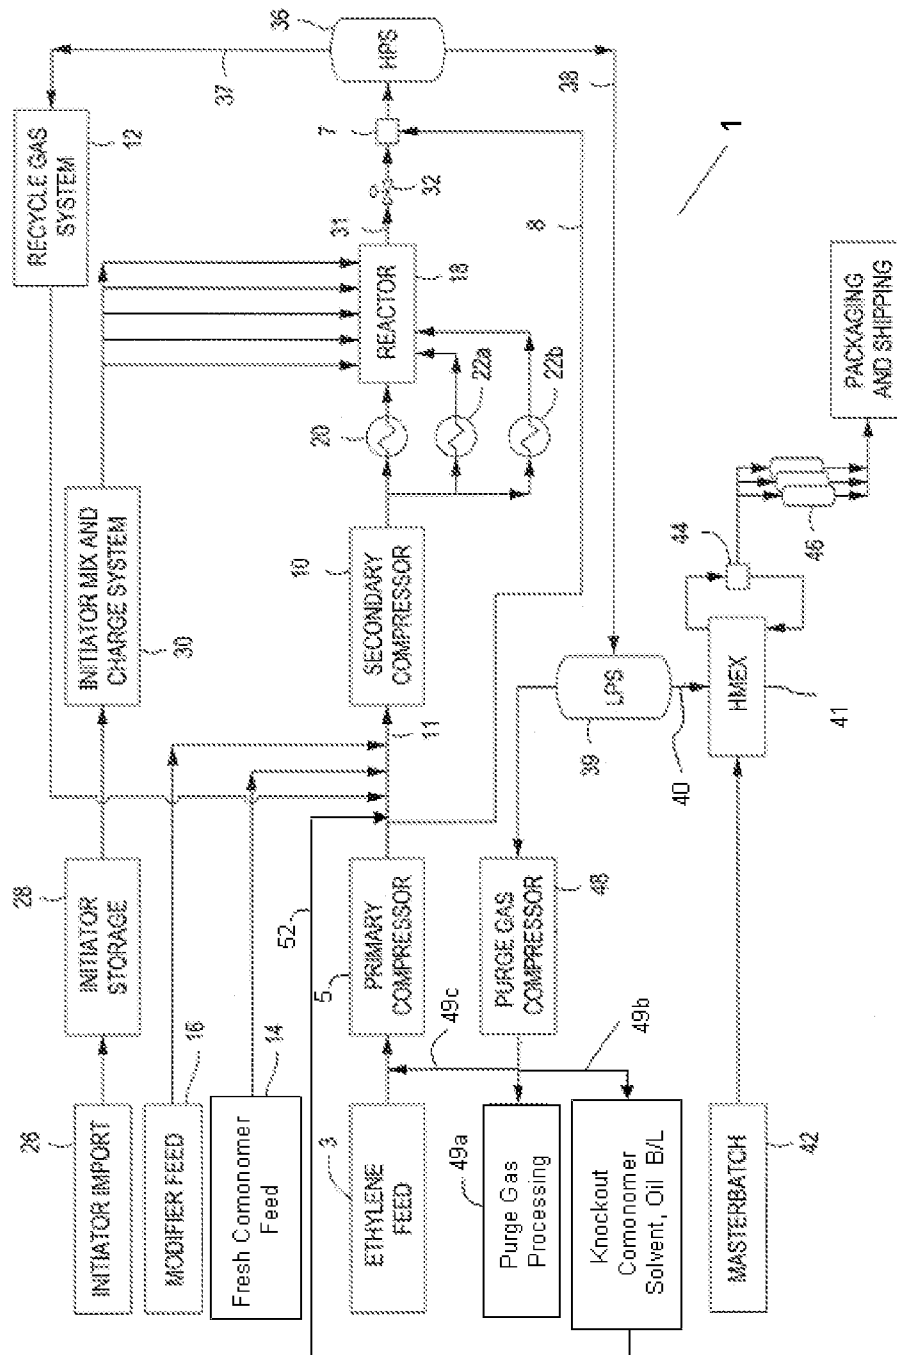 26
INITIATOR IMPORT
28
INITIATOR
STORAGE
30
INITIATOR MIX AND
CHARGE SYSTEM
12
RECYCLE GAS
SYSTEM
37
36
HPS
16
MODIFIER FEED
14
Fresh Comonomer
Feed
52
3
ETHYLENE
FEED
5
PRIMARY
COMPRESSOR
11
10
SECONDARY
COMPRESSOR
20
22a
22b
REACTOR
18
31
32
7
8
38
49c
49a
Purge Gas
Processing
49b
PURGE GAS
COMPRESSOR
48
Knockout
Comonomer
Solvent, Oil B/L
39
LPS
40
1
MASTERBATCH
42
HMEX
41
44
46
PACKAGING
AND SHIPPING